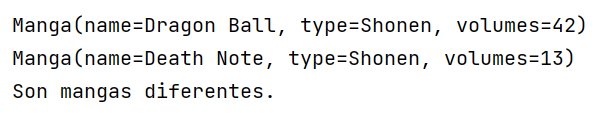 Manga(name=Dragon Ball, type=Shonen, volumes=42)
Manga(name=Death Note, type=Shonen, volumes=13)
Son mangas diferentes.